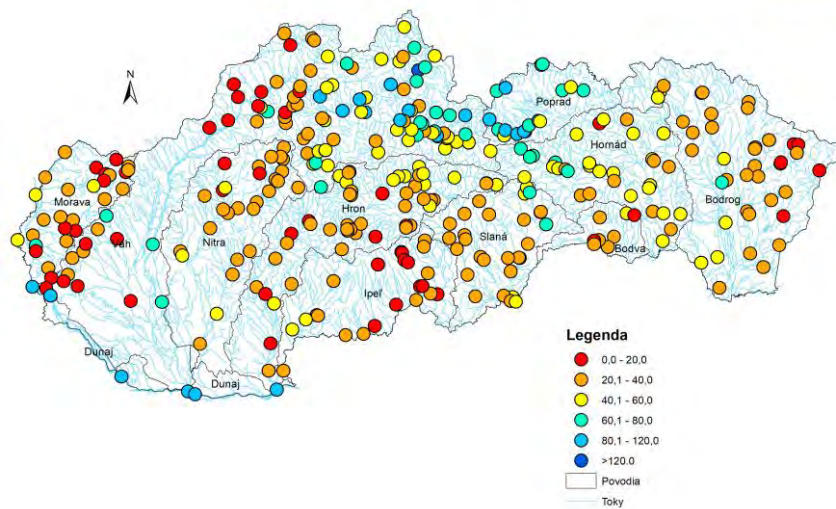 N
Poprad
Hornád
Morava
Váh
Nitra
Hron
Slaná
Bodrog
Bodva
Ipeľ
Dunaj
Dunaj
Legenda
0,0 - 20,0
20,1 - 40,0
40,1 - 60,0
60,1 - 80,0
80,1 - 120,0
>120.0
Povodia
Toky